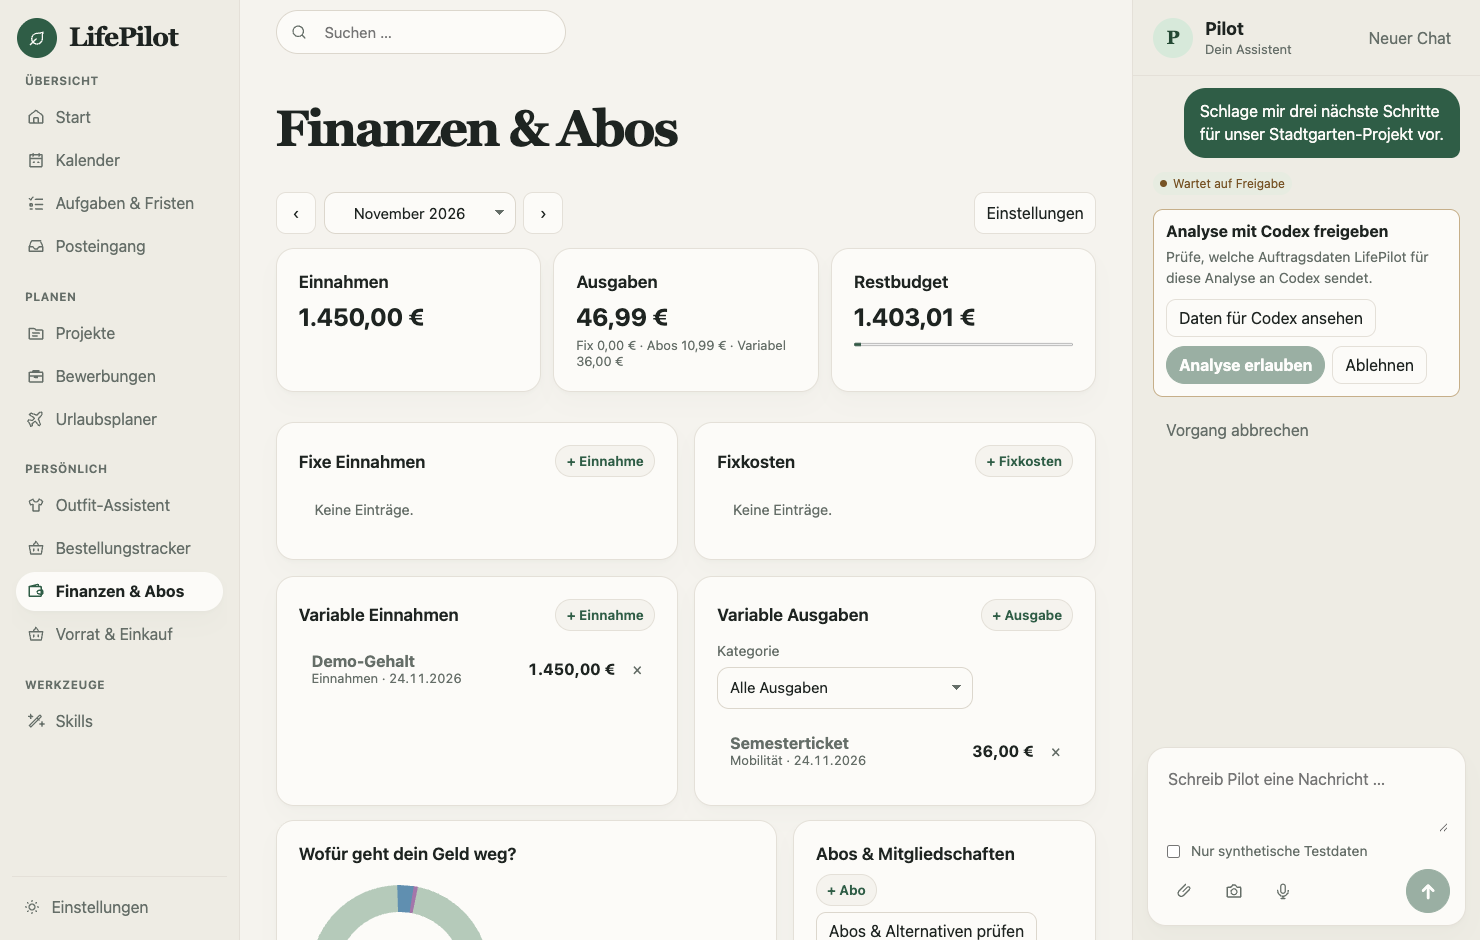 LifePilot
ÜBERSICHT
Start
Kalender
Aufgaben & Fristen
Posteingang
PLANEN
Projekte
Bewerbungen
Urlaubsplaner
PERSÖNLICH
Outfit-Assistent
Bestellungstracker
Finanzen & Abos
Vorrat & Einkauf
WERKZEUGE
Skills
Einstellungen
Suchen ...
Finanzen & Abos
‹
November 2026
›
Einstellungen
Einnahmen
1.450,00 €
Ausgaben
46,99 €
Fix 0,00 € · Abos 10,99 € · Variabel
36,00 €
Restbudget
1.403,01 €
Fixe Einnahmen
+ Einnahme
Keine Einträge.
Fixkosten
+ Fixkosten
Keine Einträge.
Variable Einnahmen
+ Einnahme
Demo-Gehalt
Einnahmen · 24.11.2026
1.450,00 €
×
Variable Ausgaben
+ Ausgabe
Kategorie
Alle Ausgaben
Semesterticket
Mobilität · 24.11.2026
36,00 €
×
Wofür geht dein Geld weg?
Abos & Mitgliedschaften
+ Abo
Abos & Alternativen prüfen
P
Pilot
Dein Assistent
Neuer Chat
Schlage mir drei nächste Schritte
für unser Stadtgarten-Projekt vor.
Wartet auf Freigabe
Analyse mit Codex freigeben
Prüfe, welche Auftragsdaten LifePilot für
diese Analyse an Codex sendet.
Daten für Codex ansehen
Analyse erlauben
Ablehnen
Vorgang abbrechen
Schreib Pilot eine Nachricht ...
Nur synthetische Testdaten